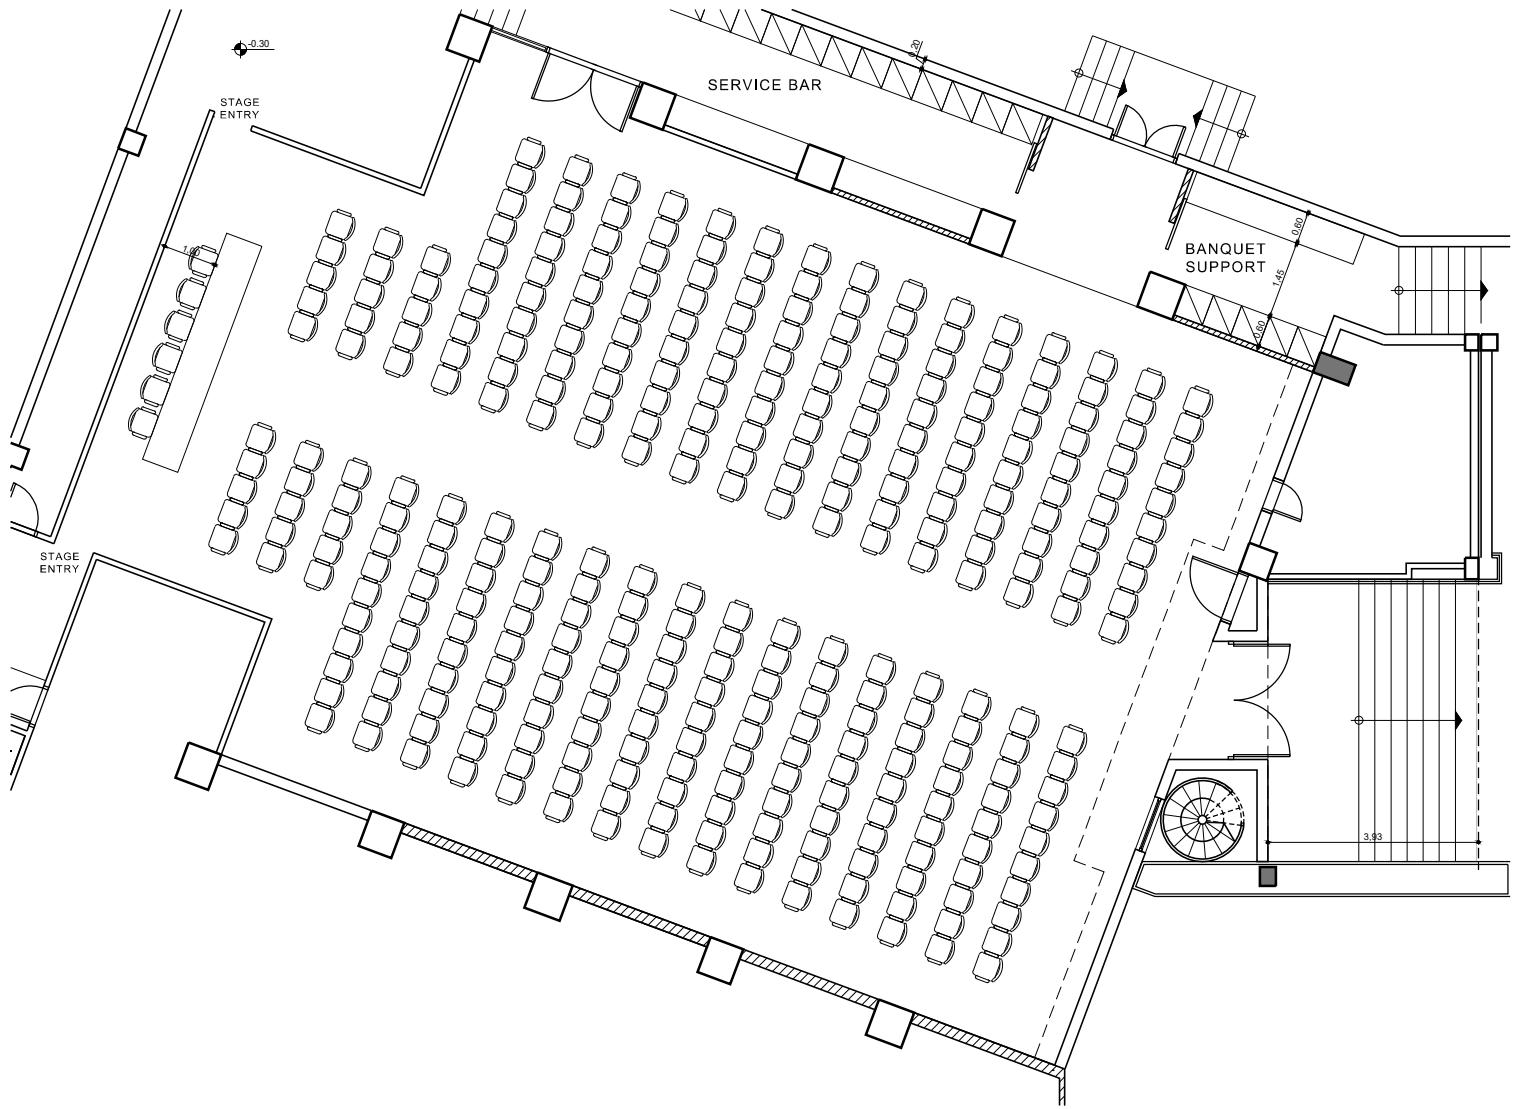 -0.30
STAGE
ENTRY
SERVICE BAR
0.20
1.00
BANQUET
SUPPORT
0.60
1.45
0.60
STAGE
ENTRY
3,93